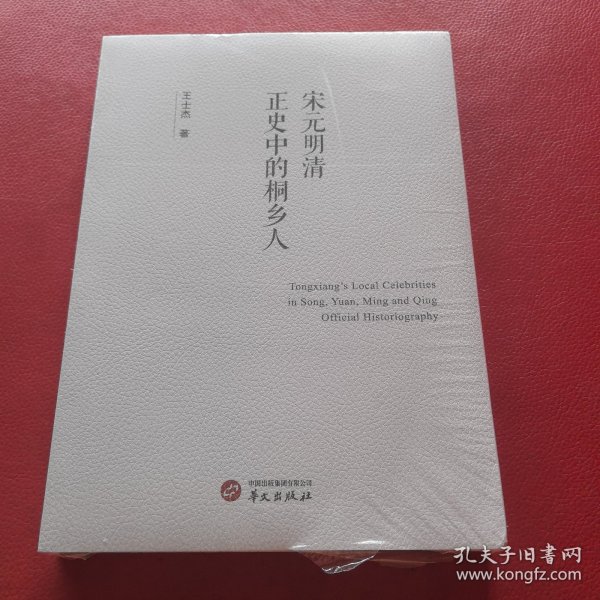 宋元明清
正史中的桐乡人
王士杰 著
Tongxiang's Local Celebrities
in Song, Yuan, Ming and Qing
Official Historiography
中国出版集团有限公司
华文出版社
孔夫子旧书网
www.kongfz.com